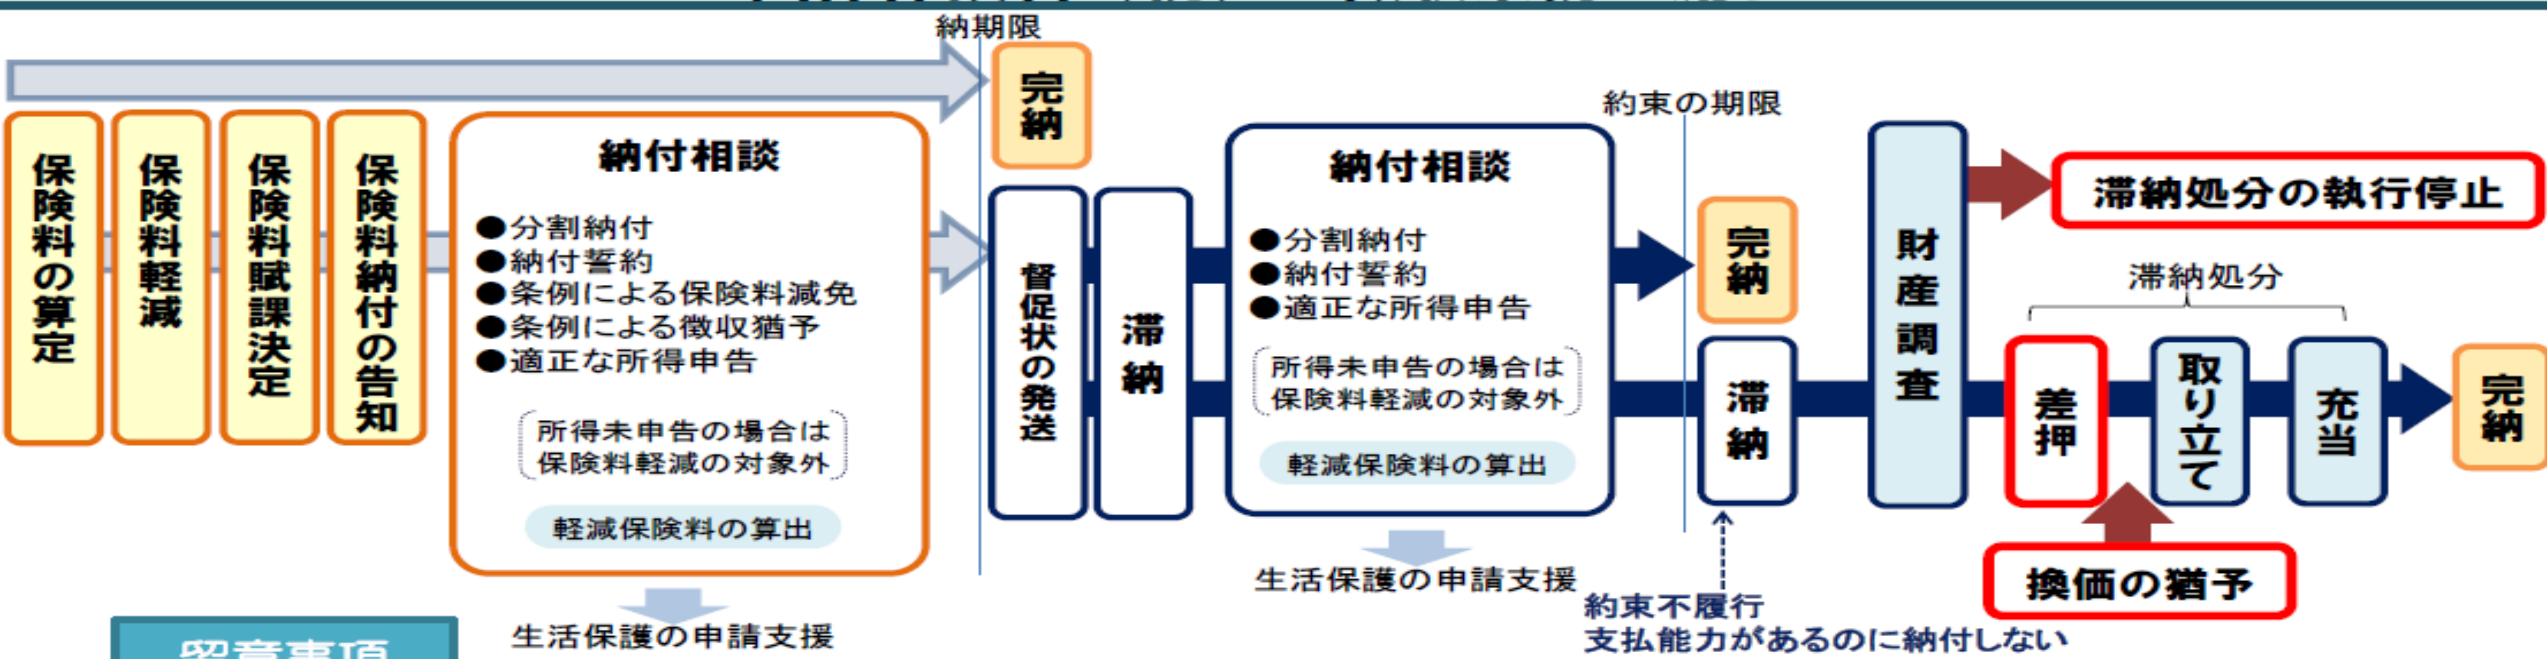 納期限
完納
保険料の算定
保険料軽減
保険料賦課決定
保険料納付の告知
納付相談
●分割納付
●納付誓約
●条例による保険料減免
●条例による徴収猶予
●適正な所得申告
所得未申告の場合は
保険料軽減の対象外
軽減保険料の算出
生活保護の申請支援
督促状の発送
滞納
納付相談
●分割納付
●納付誓約
●適正な所得申告
所得未申告の場合は
保険料軽減の対象外
軽減保険料の算出
生活保護の申請支援
約束の期限
完納
滞納
約束不履行
支払能力があるのに納付しない
財産調査
滞納処分の執行停止
滞納処分
差押
取り立て
充当
完納
換価の猶予
留意事項